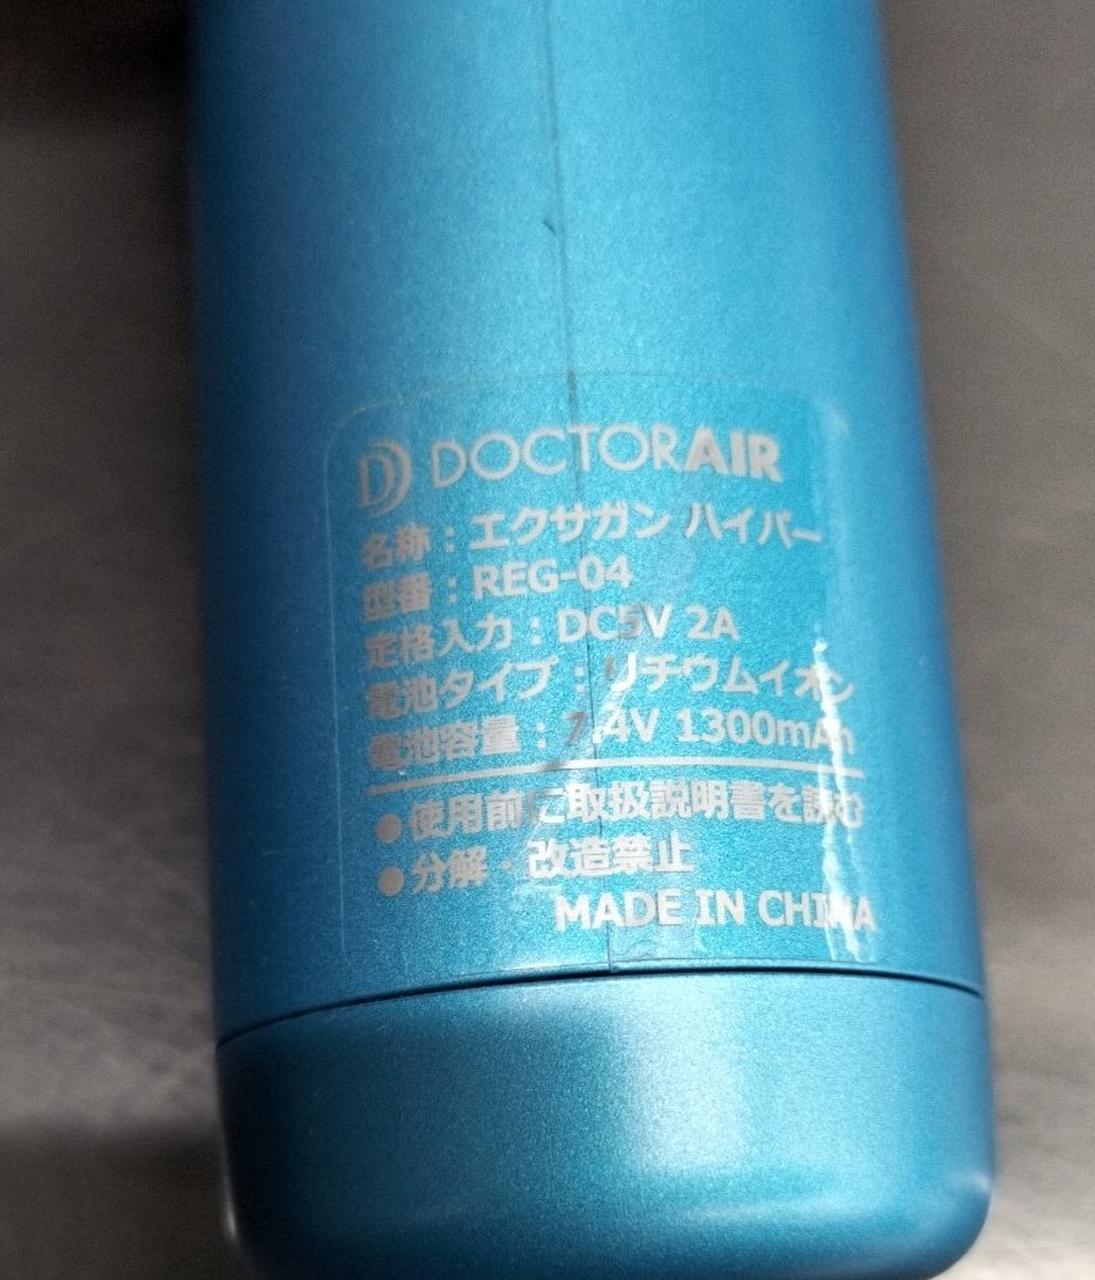 DOCTORAIR
名称：エクサガン ハイパー
型番：REG-04
定格入力：DC5V 2A
電池タイプ：リチウムイオン
電池容量：7.4V 1300mAh
●使用前に取扱説明書を読む
●分解・改造禁止
MADE IN CHINA